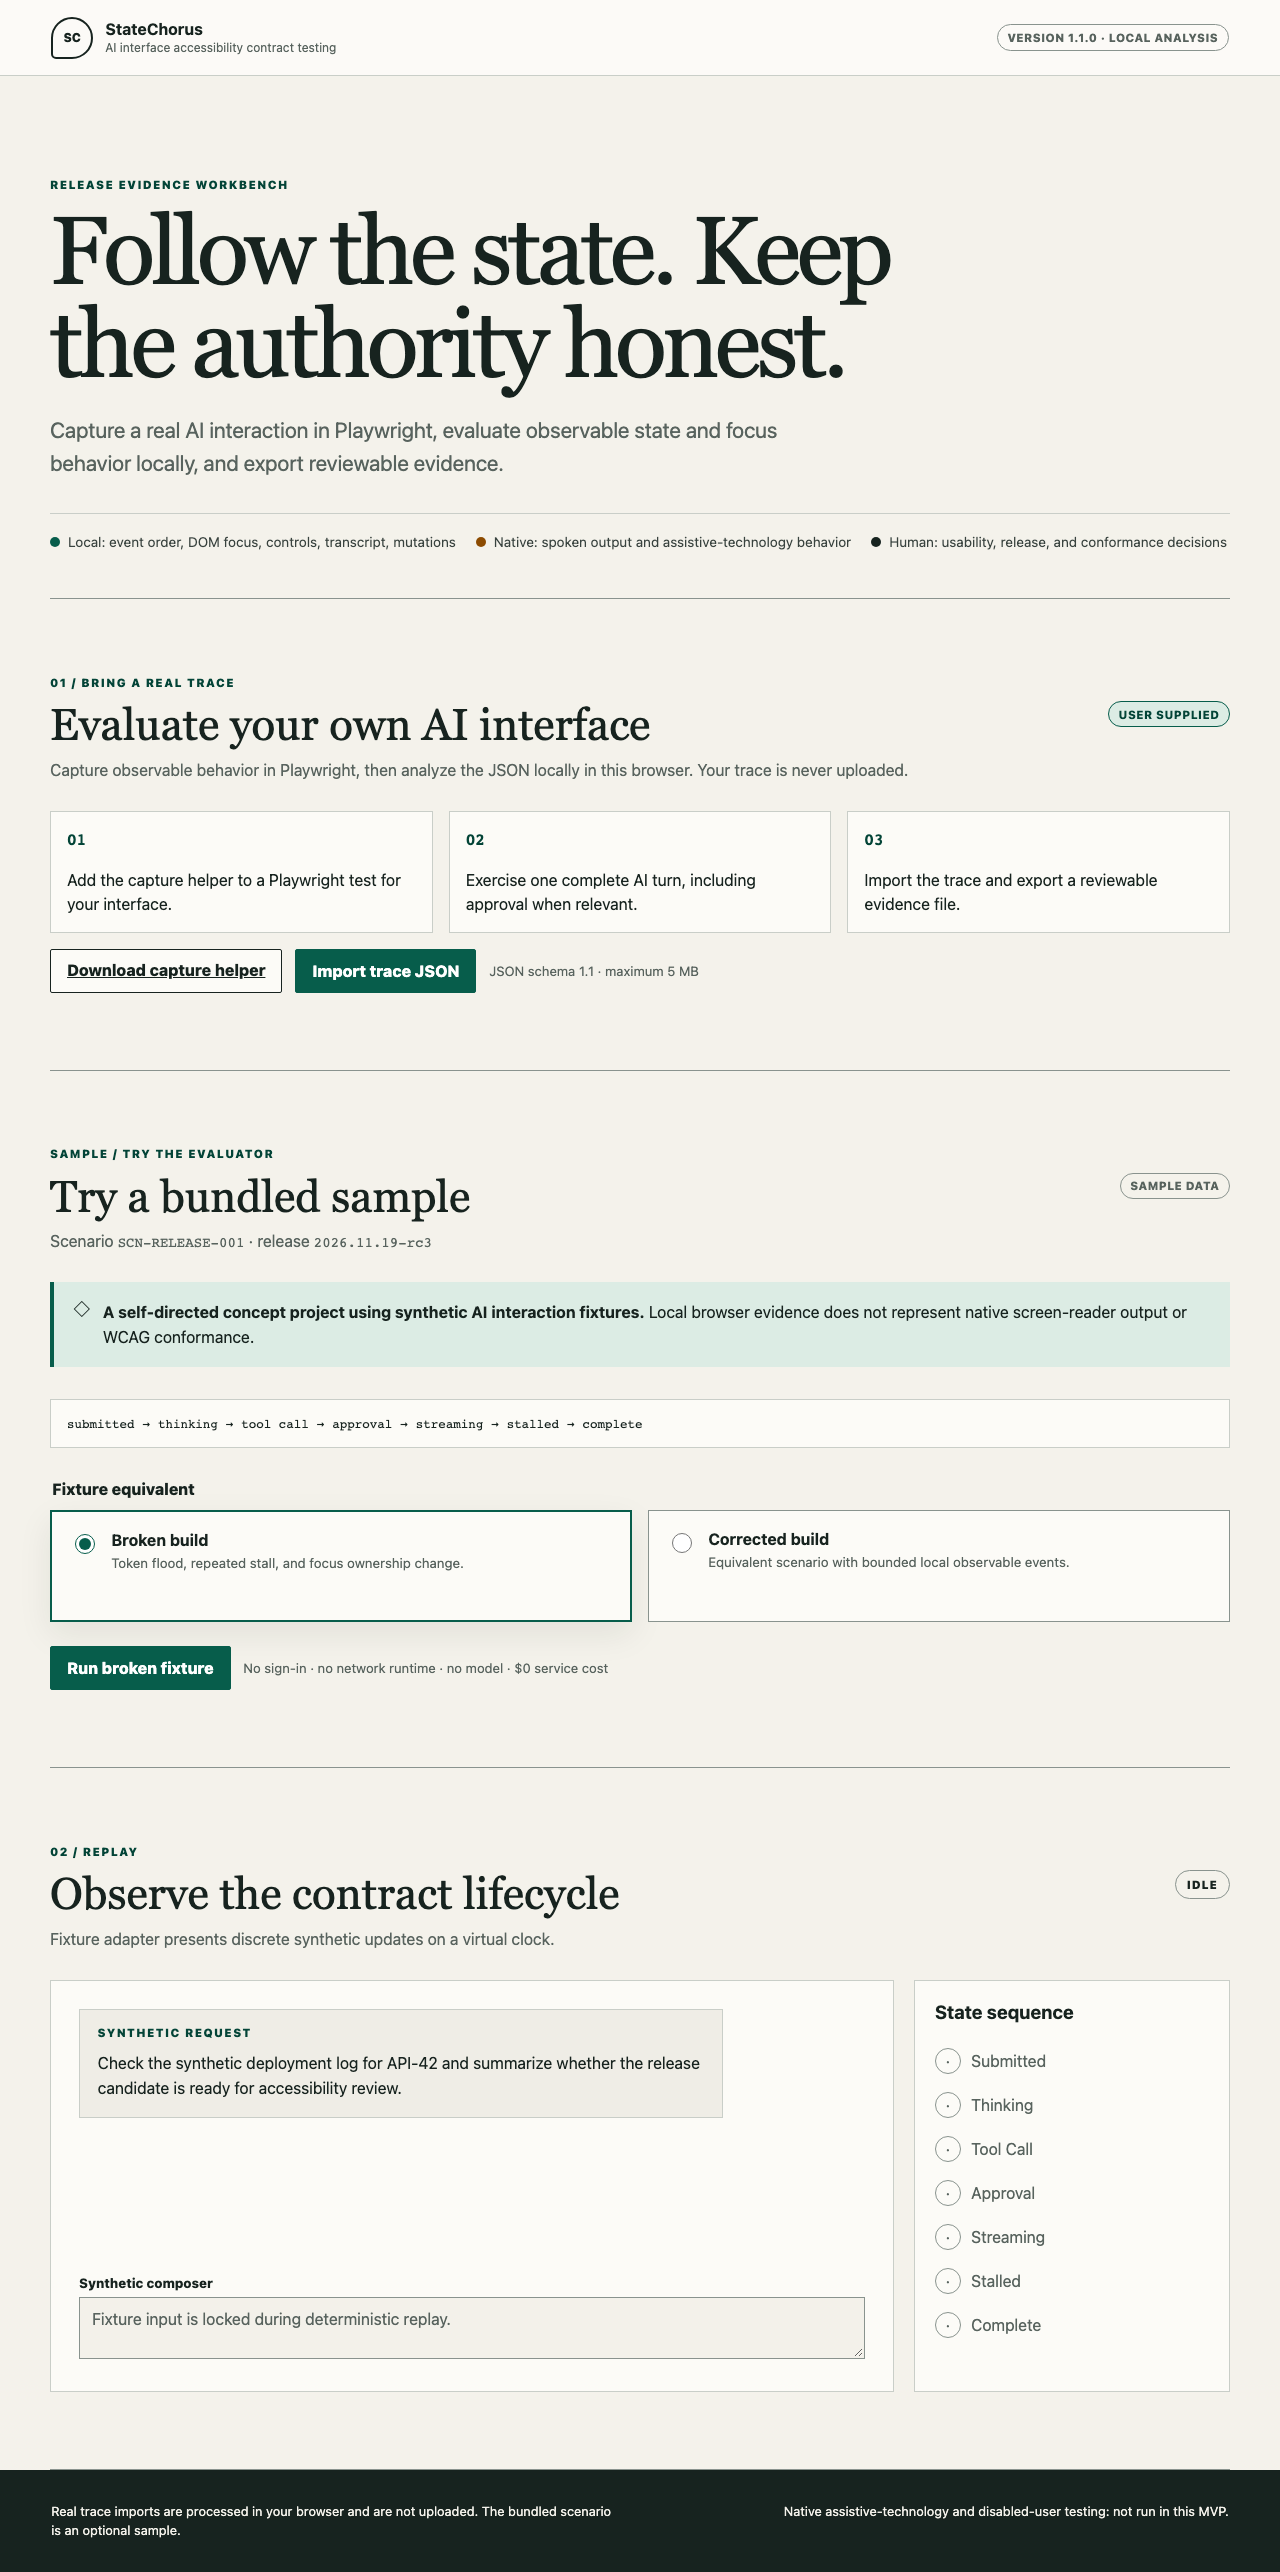 SC
StateChorus
AI interface accessibility contract testing
VERSION 1.1.0 · LOCAL ANALYSIS
RELEASE EVIDENCE WORKBENCH
Follow the state. Keep
the authority honest.
Capture a real AI interaction in Playwright, evaluate observable state and focus
behavior locally, and export reviewable evidence.
Local: event order, DOM focus, controls, transcript, mutations
Native: spoken output and assistive-technology behavior
Human: usability, release, and conformance decisions
01 / BRING A REAL TRACE
Evaluate your own AI interface
USER SUPPLIED
Capture observable behavior in Playwright, then analyze the JSON locally in this browser. Your trace is never uploaded.
01
Add the capture helper to a Playwright test for
your interface.
02
Exercise one complete AI turn, including
approval when relevant.
03
Import the trace and export a reviewable
evidence file.
Download capture helper
Import trace JSON
JSON schema 1.1 · maximum 5 MB
SAMPLE / TRY THE EVALUATOR
Try a bundled sample
SAMPLE DATA
Scenario SCN-RELEASE-001 · release 2026.11.19-rc3
◇ A self-directed concept project using synthetic AI interaction fixtures. Local browser evidence does not represent native screen-reader output or
WCAG conformance.
submitted → thinking → tool call → approval → streaming → stalled → complete
Fixture equivalent
Broken build
Token flood, repeated stall, and focus ownership change.
Corrected build
Equivalent scenario with bounded local observable events.
Run broken fixture
No sign-in · no network runtime · no model · $0 service cost
02 / REPLAY
Observe the contract lifecycle
IDLE
Fixture adapter presents discrete synthetic updates on a virtual clock.
SYNTHETIC REQUEST
Check the synthetic deployment log for API-42 and summarize whether the release
candidate is ready for accessibility review.
Synthetic composer
Fixture input is locked during deterministic replay.
State sequence
· Submitted
· Thinking
· Tool Call
· Approval
· Streaming
· Stalled
· Complete
Real trace imports are processed in your browser and are not uploaded. The bundled scenario
is an optional sample.
Native assistive-technology and disabled-user testing: not run in this MVP.